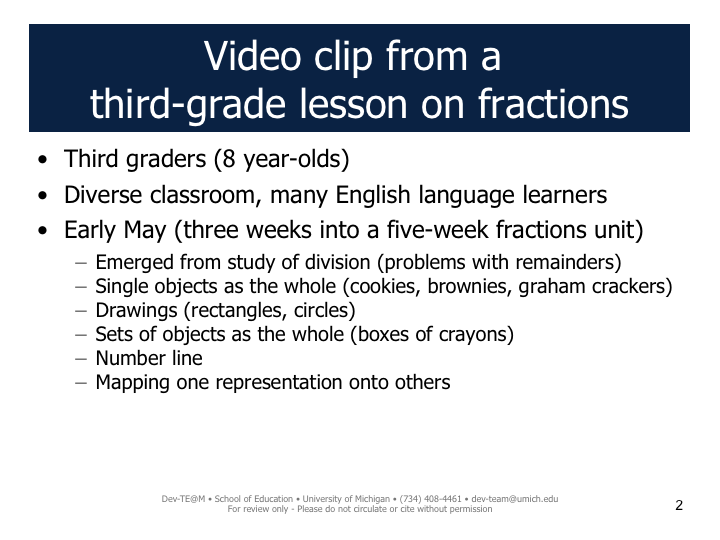 Video clip from a
third-grade lesson on fractions
• Third graders (8 year-olds)
• Diverse classroom, many English language learners
• Early May (three weeks into a five-week fractions unit)
– Emerged from study of division (problems with remainders)
– Single objects as the whole (cookies, brownies, graham crackers)
– Drawings (rectangles, circles)
– Sets of objects as the whole (boxes of crayons)
– Number line
– Mapping one representation onto others
Dev-TE@M • School of Education • University of Michigan • (734) 408-4461 • dev-team@umich.edu
For review only - Please do not circulate or cite without permission
2